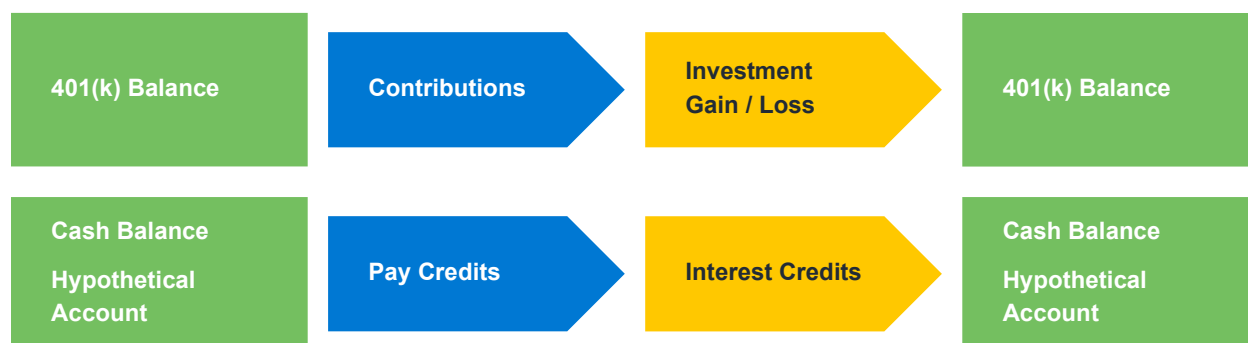 401(k) Balance
Contributions
Investment
Gain / Loss
401(k) Balance
Cash Balance
Hypothetical
Account
Pay Credits
Interest Credits
Cash Balance
Hypothetical
Account